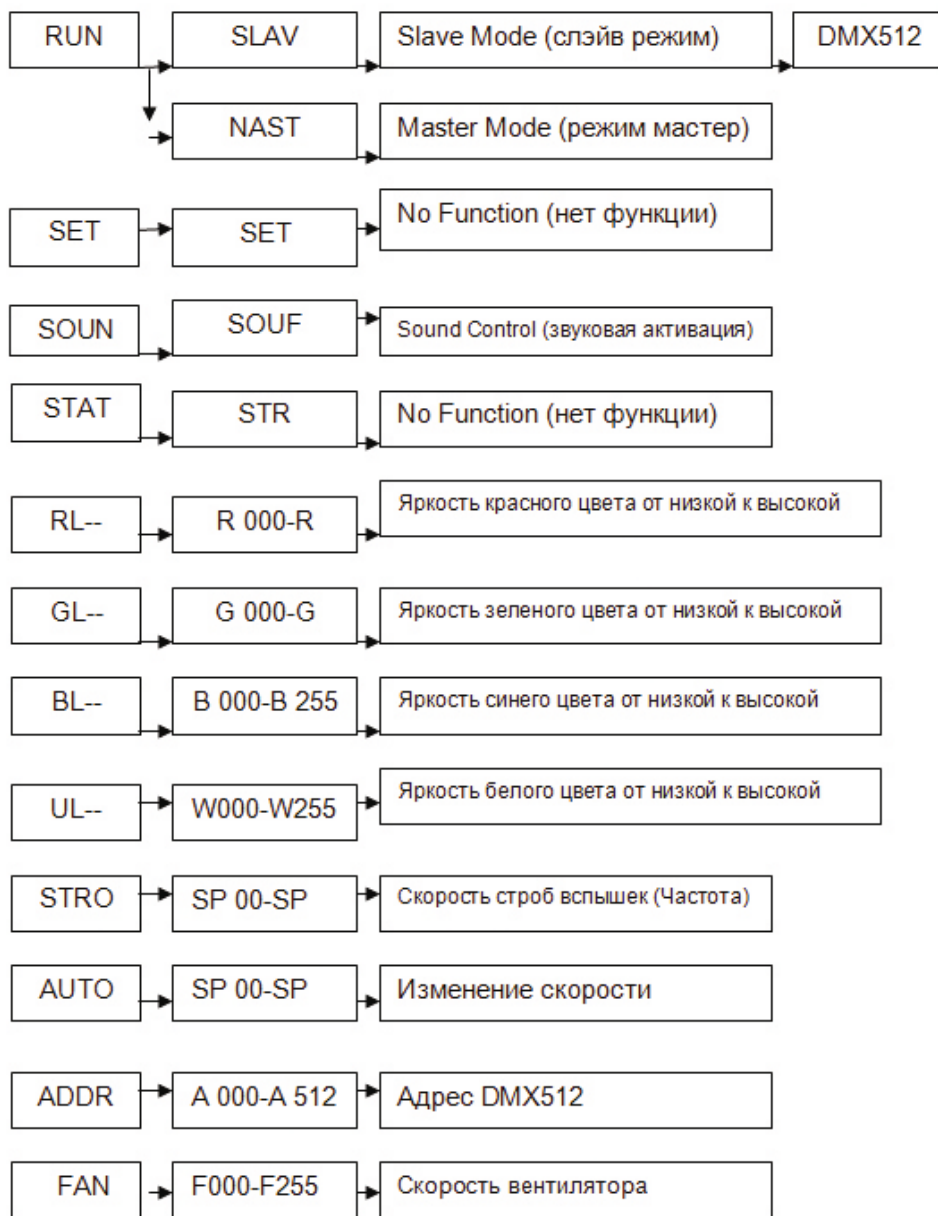 RUN SLAV Slave Mode (слэйв режим) DMX512
NAST Master Mode (режим мастер)
SET SET No Function (нет функции)
SOUN SOUF Sound Control (звуковая активация)
STAT STR No Function (нет функции)
RL-- R 000-R Яркость красного цвета от низкой к высокой
GL-- G 000-G Яркость зеленого цвета от низкой к высокой
BL-- B 000-B 255 Яркость синего цвета от низкой к высокой
UL-- W000-W255 Яркость белого цвета от низкой к высокой
STRO SP 00-SP Скорость строб вспышек (Частота)
AUTO SP 00-SP Изменение скорости
ADDR A 000-A 512 Адрес DMX512
FAN F000-F255 Скорость вентилятора